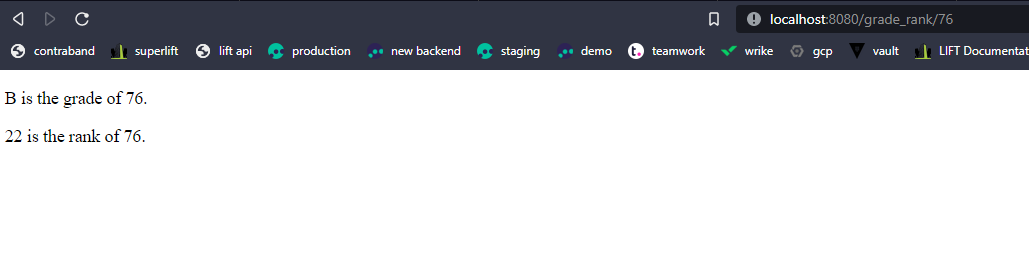 localhost:8080/grade_rank/76
contraband superlift lift api production new backend staging demo t. teamwork wrike gcp vault LIFT Documentat
B is the grade of 76.
22 is the rank of 76.